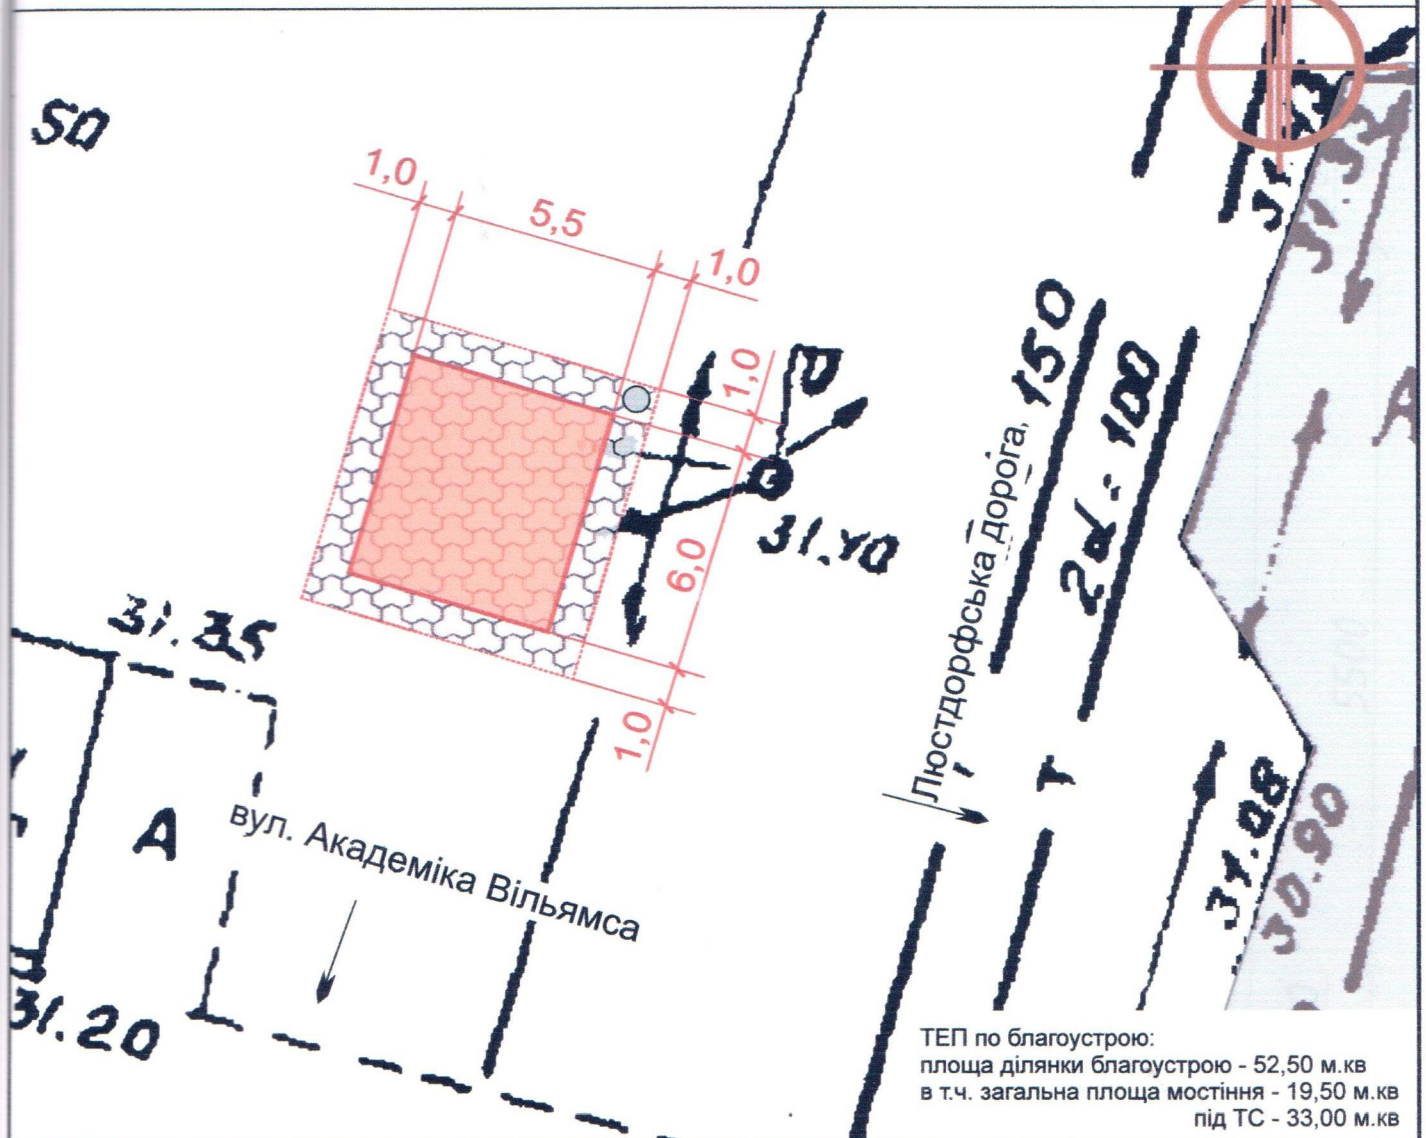 50
1,0
5,5
1,0
1,0
6,0
1,0
31.40
31.35
А
31.20
вул. Академіка Вільямса
Люстдорфська дорога,
150
2d=100
т
31.08
30.90
А
ТЕП по благоустрою:
площа ділянки благоустрою - 52,50 м.кв
в т.ч. загальна площа мостіння - 19,50 м.кв
під ТС - 33,00 м.кв